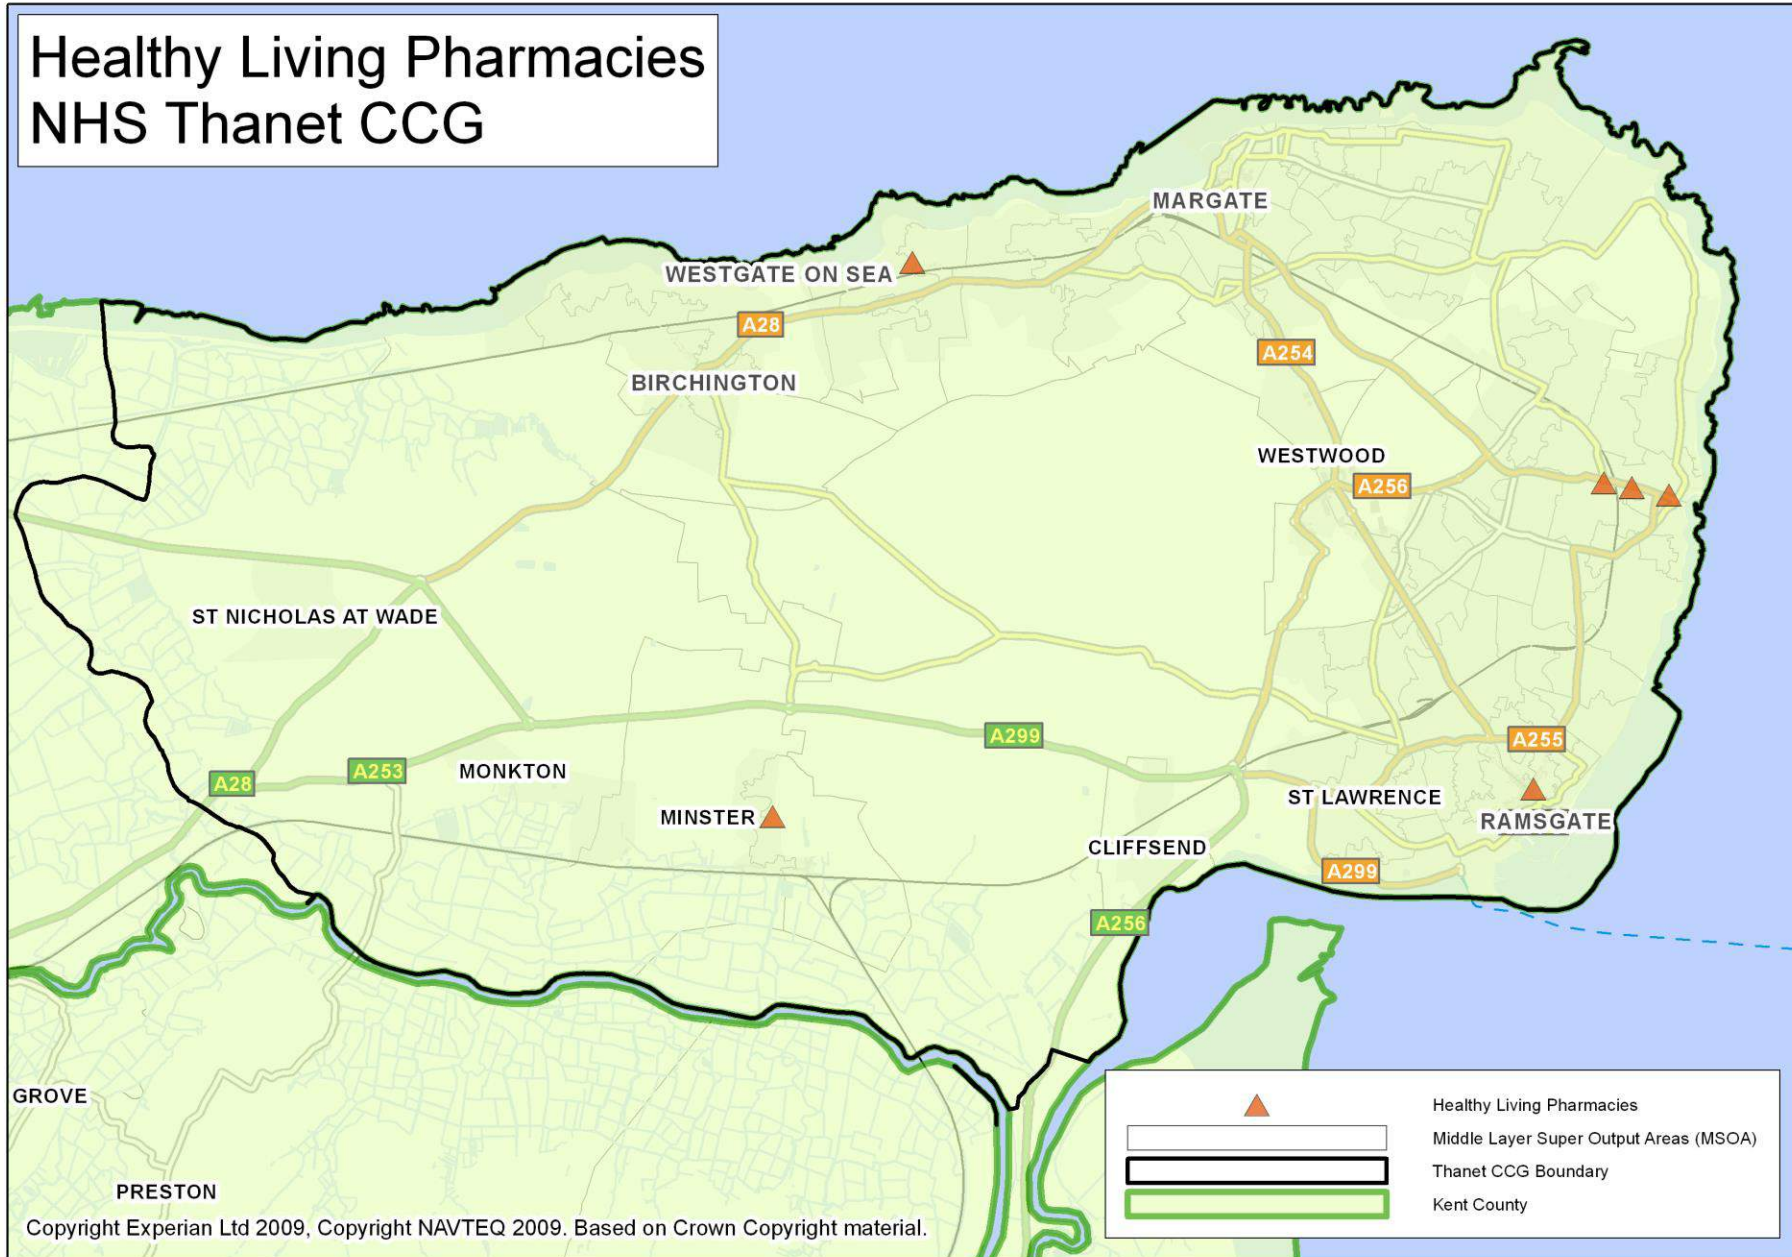 Healthy Living Pharmacies
NHS Thanet CCG
MARGATE
WESTGATE ON SEA
A28
A254
BIRCHINGTON
WESTWOOD
A256
ST NICHOLAS AT WADE
A299
A255
A28
A253
MONKTON
ST LAWRENCE
MINSTER
RAMSGATE
CLIFFSEND
A299
A256
GROVE
PRESTON
Healthy Living Pharmacies
Middle Layer Super Output Areas (MSOA)
Thanet CCG Boundary
Kent County
Copyright Experian Ltd 2009, Copyright NAVTEQ 2009. Based on Crown Copyright material.